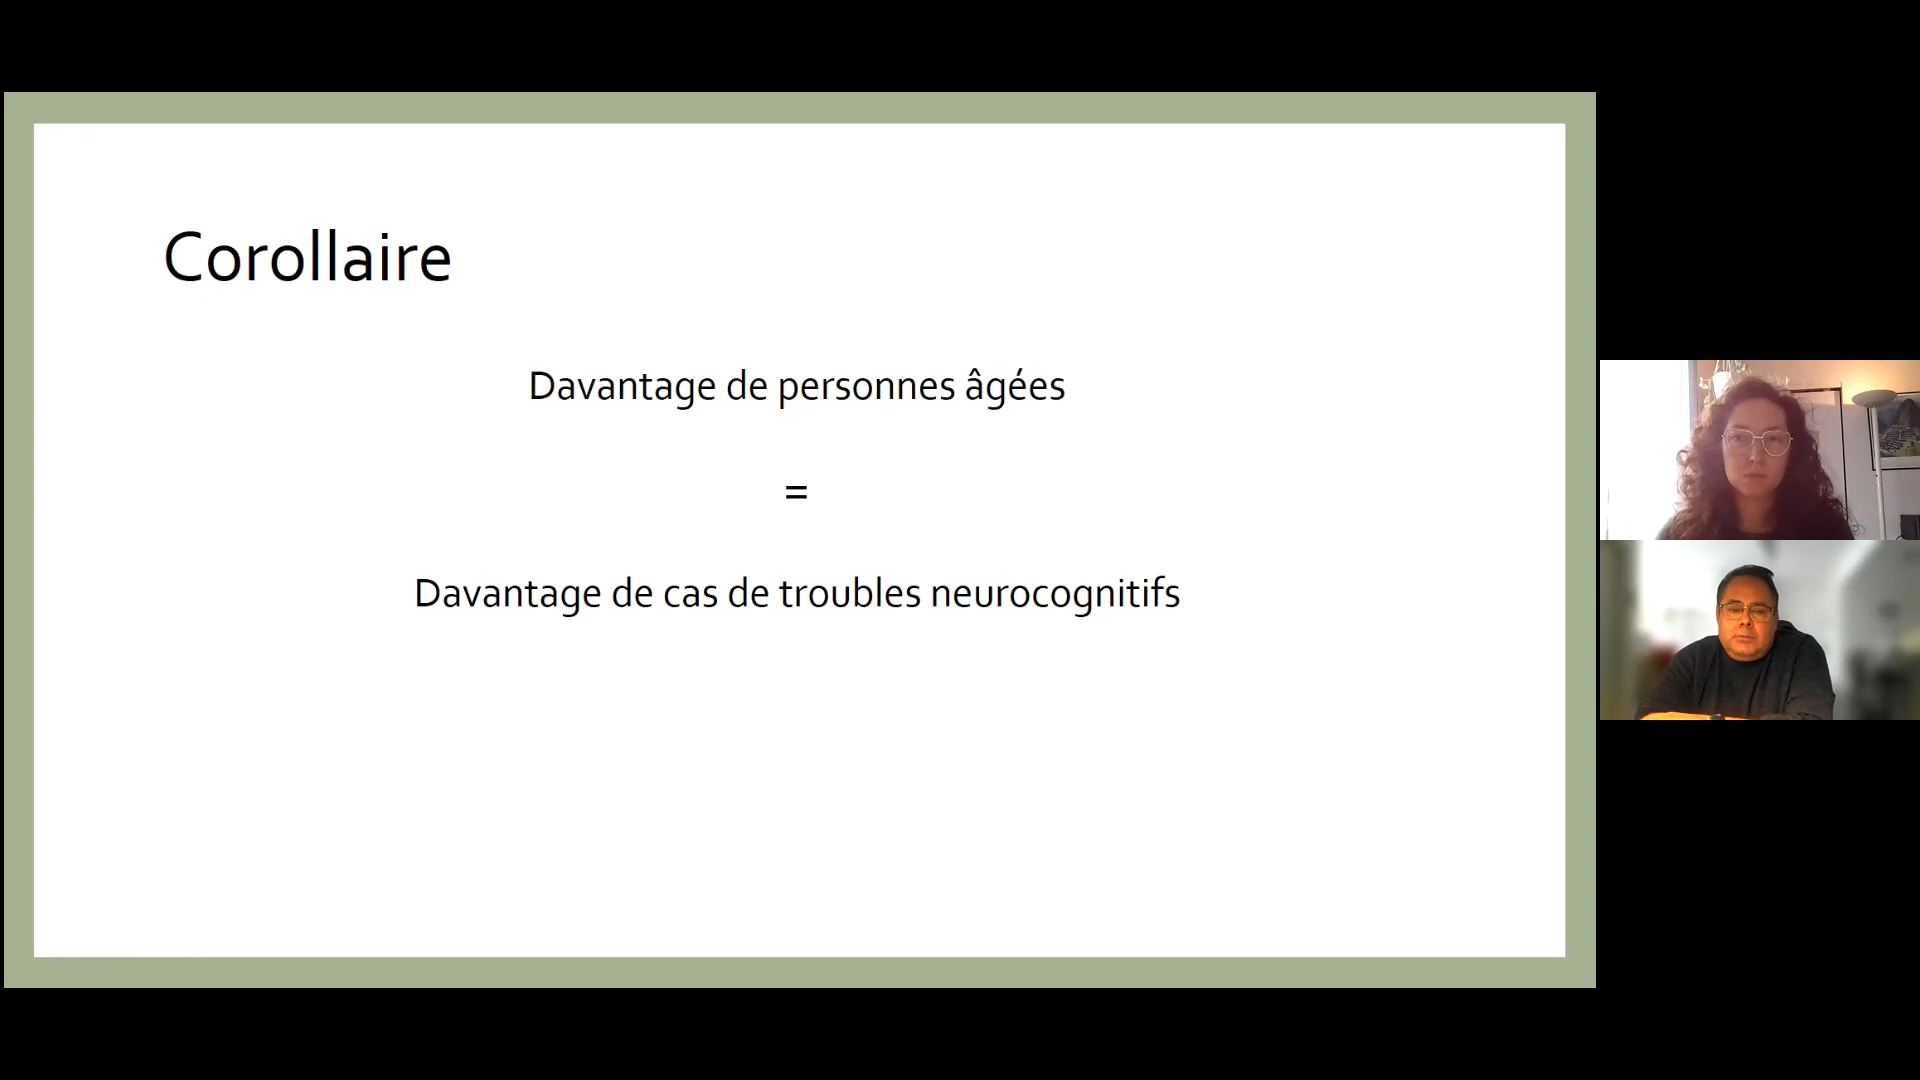 Corollaire
Davantage de personnes âgées
=
Davantage de cas de troubles neurocognitifs